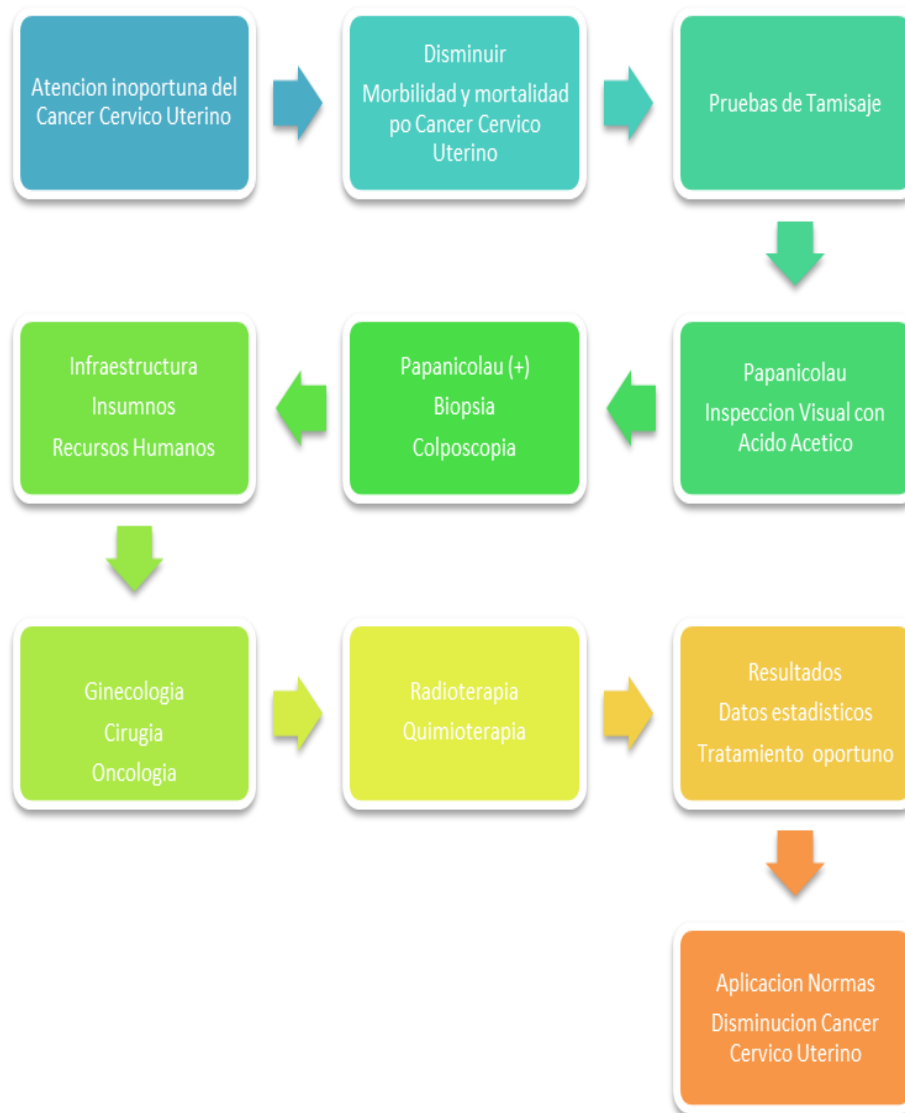 Atencion inoportuna del
Cancer Cervico Uterino
Disminuir
Morbilidad y mortalidad
po Cancer Cervico
Uterino
Pruebas de Tamisaje
Papanicolau
Inspeccion Visual con
Acido Acetico
Papanicolau (+)
Biopsia
Colposcopia
Infraestructura
Insumnos
Recursos Humanos
Ginecologia
Cirugia
Oncologia
Radioterapia
Quimioterapia
Resultados
Datos estadisticos
Tratamiento oportuno
Aplicacion Normas
Disminucion Cancer
Cervico Uterino